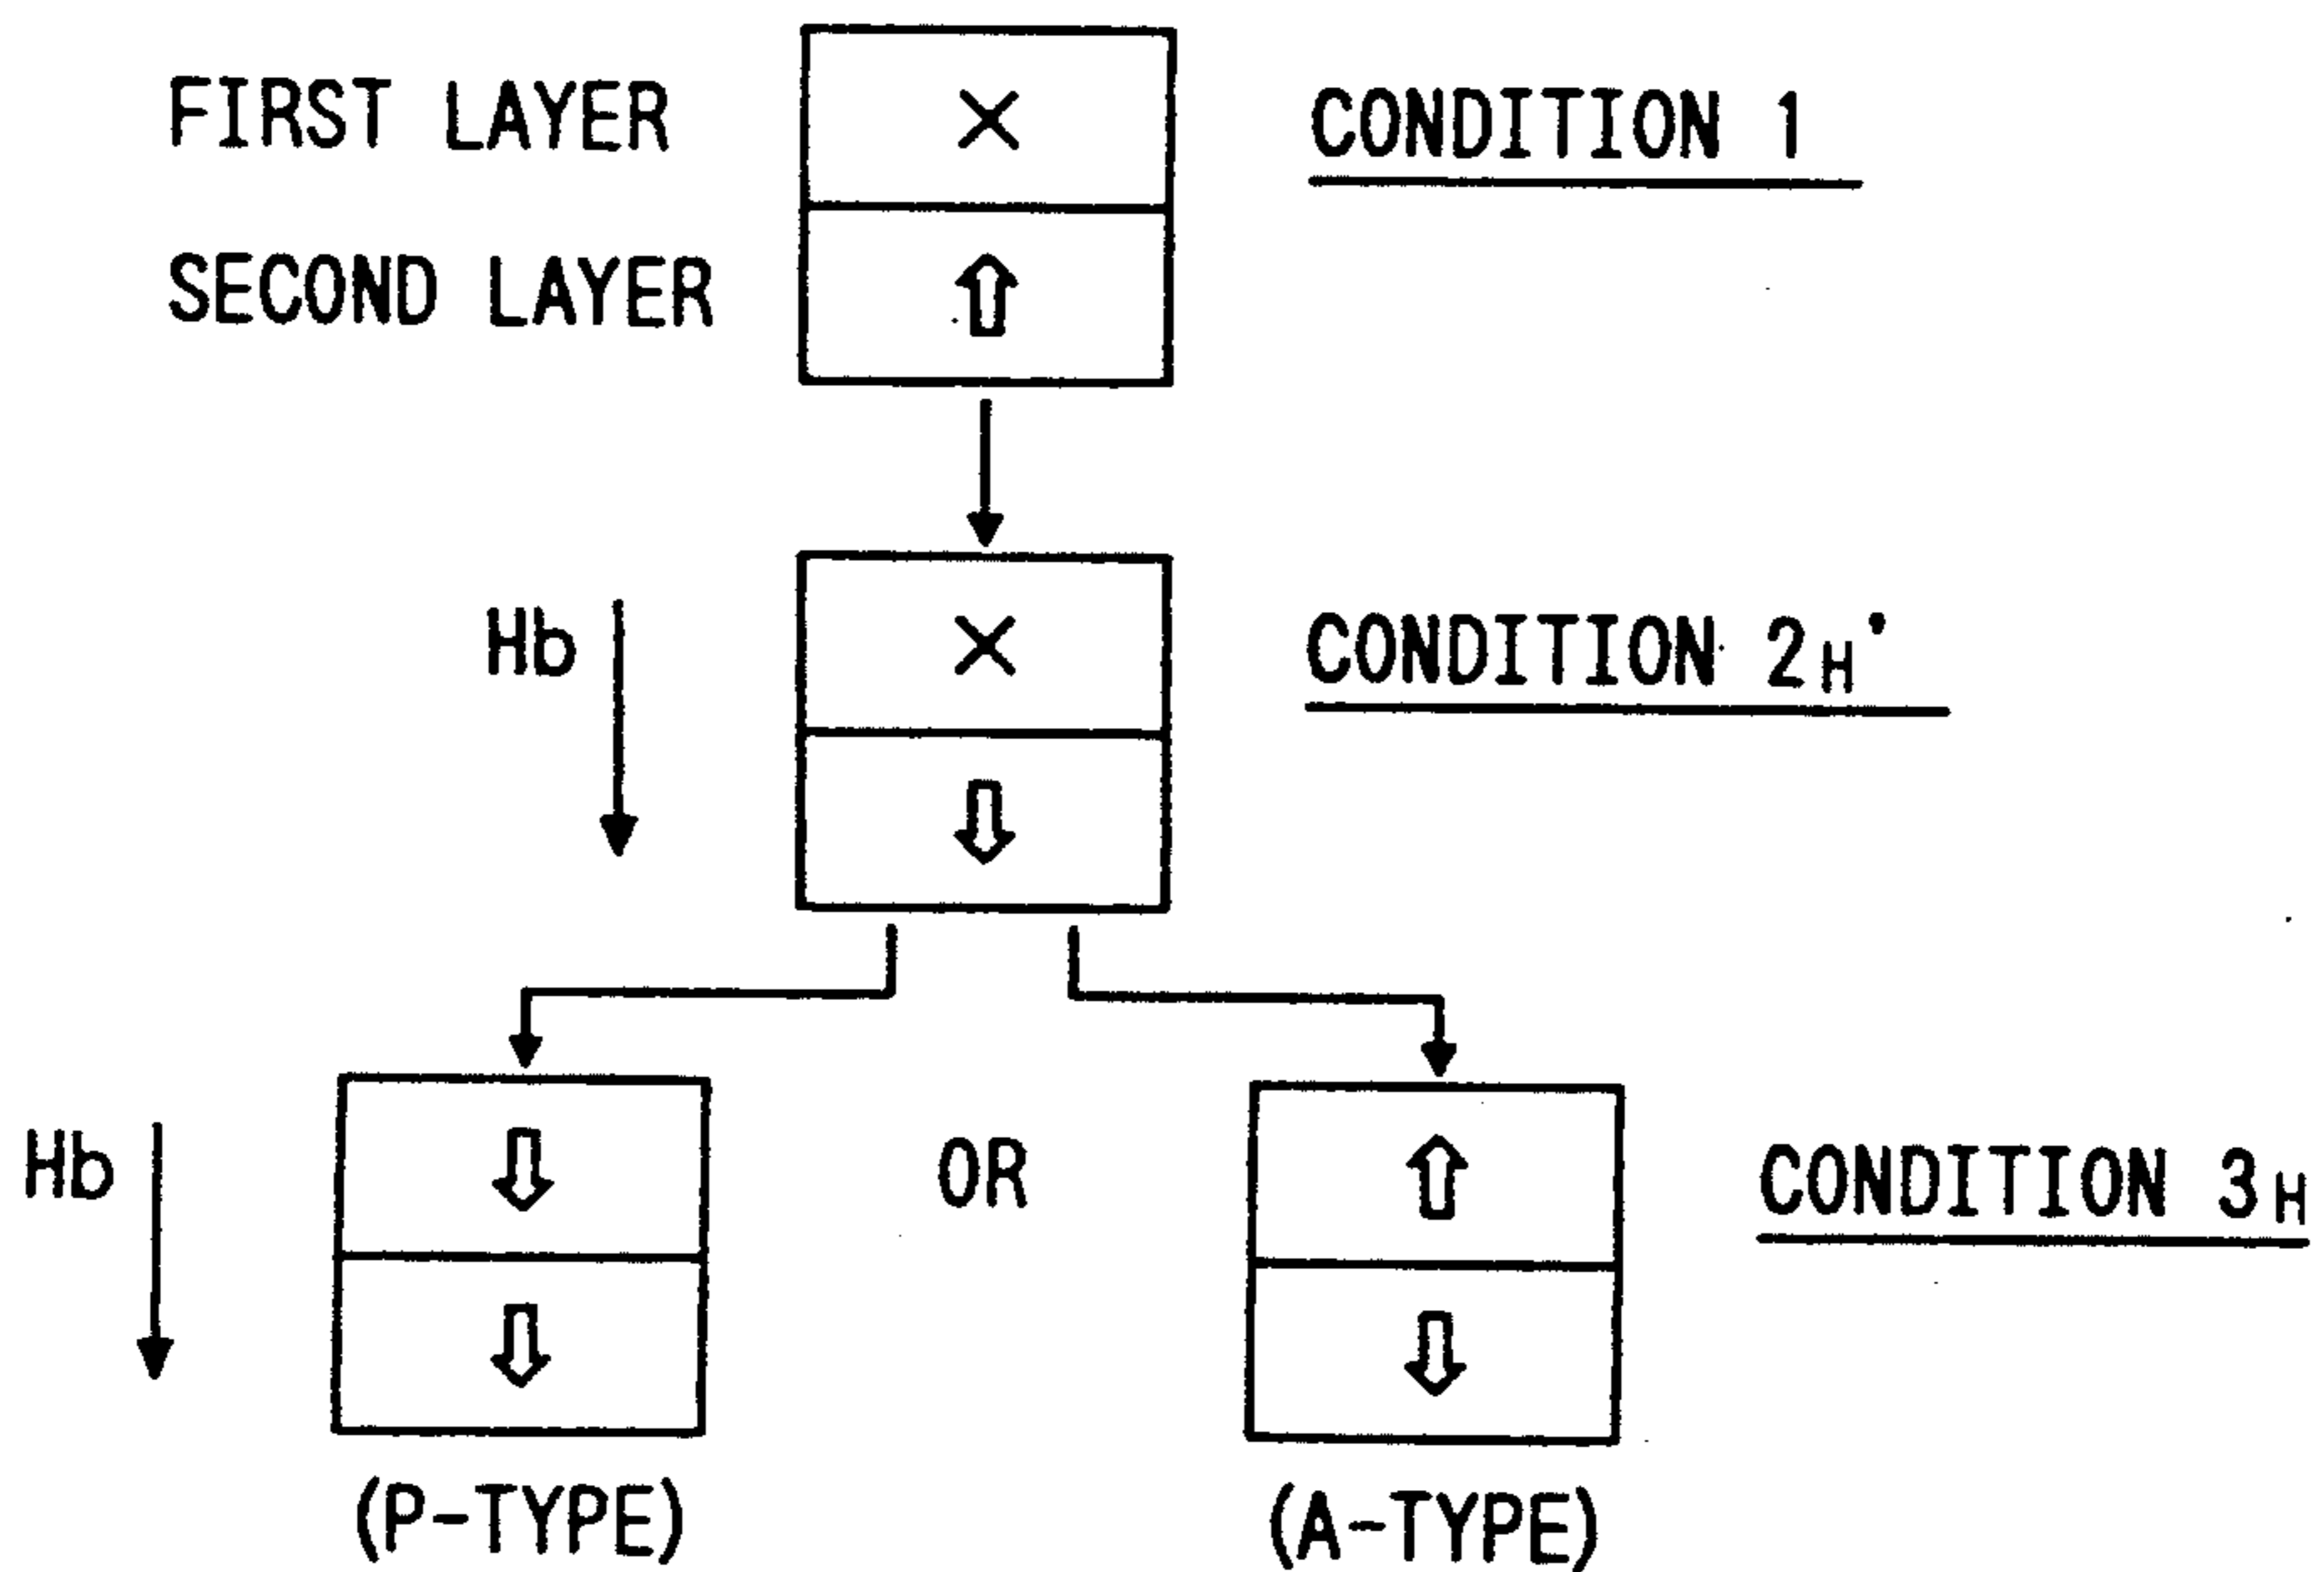 FIRST LAYER
CONDITION 1
SECOND LAYER
Hb
CONDITION 2H'
Hb
OR
CONDITION 3H
(P-TYPE)
(A-TYPE)